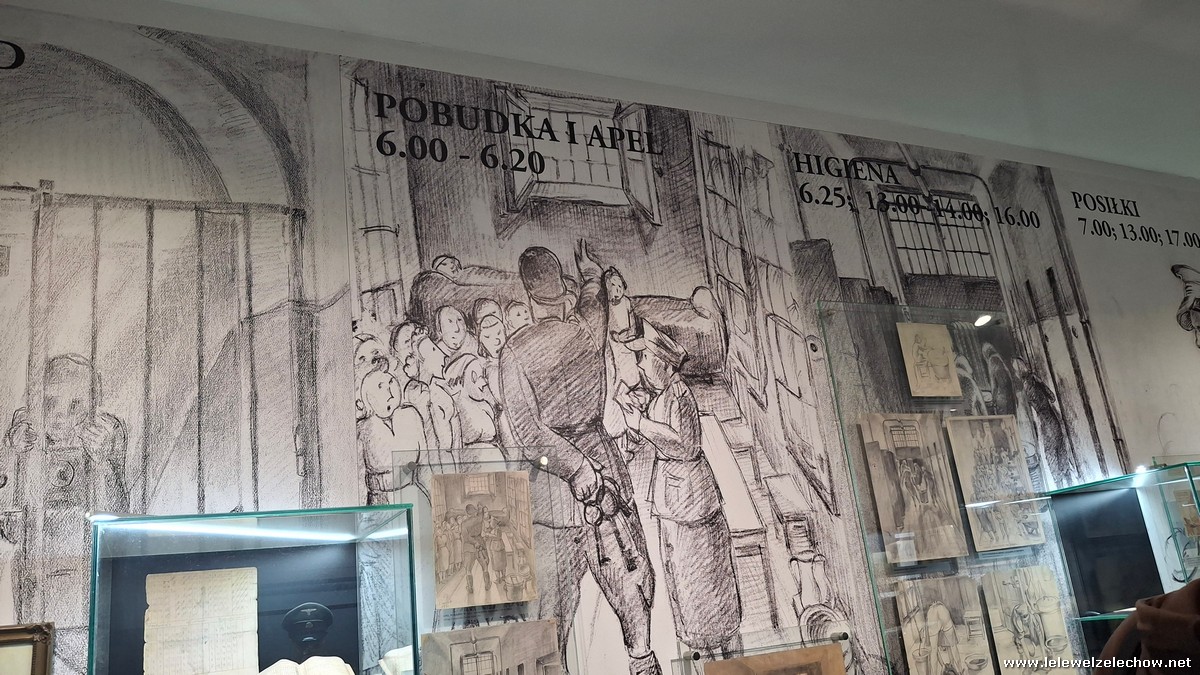 POBUDKA I APEL
6.00 - 6.20
HIGIENA
6.25; 13.00-14.00; 16.00
POSIŁKI
7.00; 13.00; 17.00
www.lelewelzelechow.net